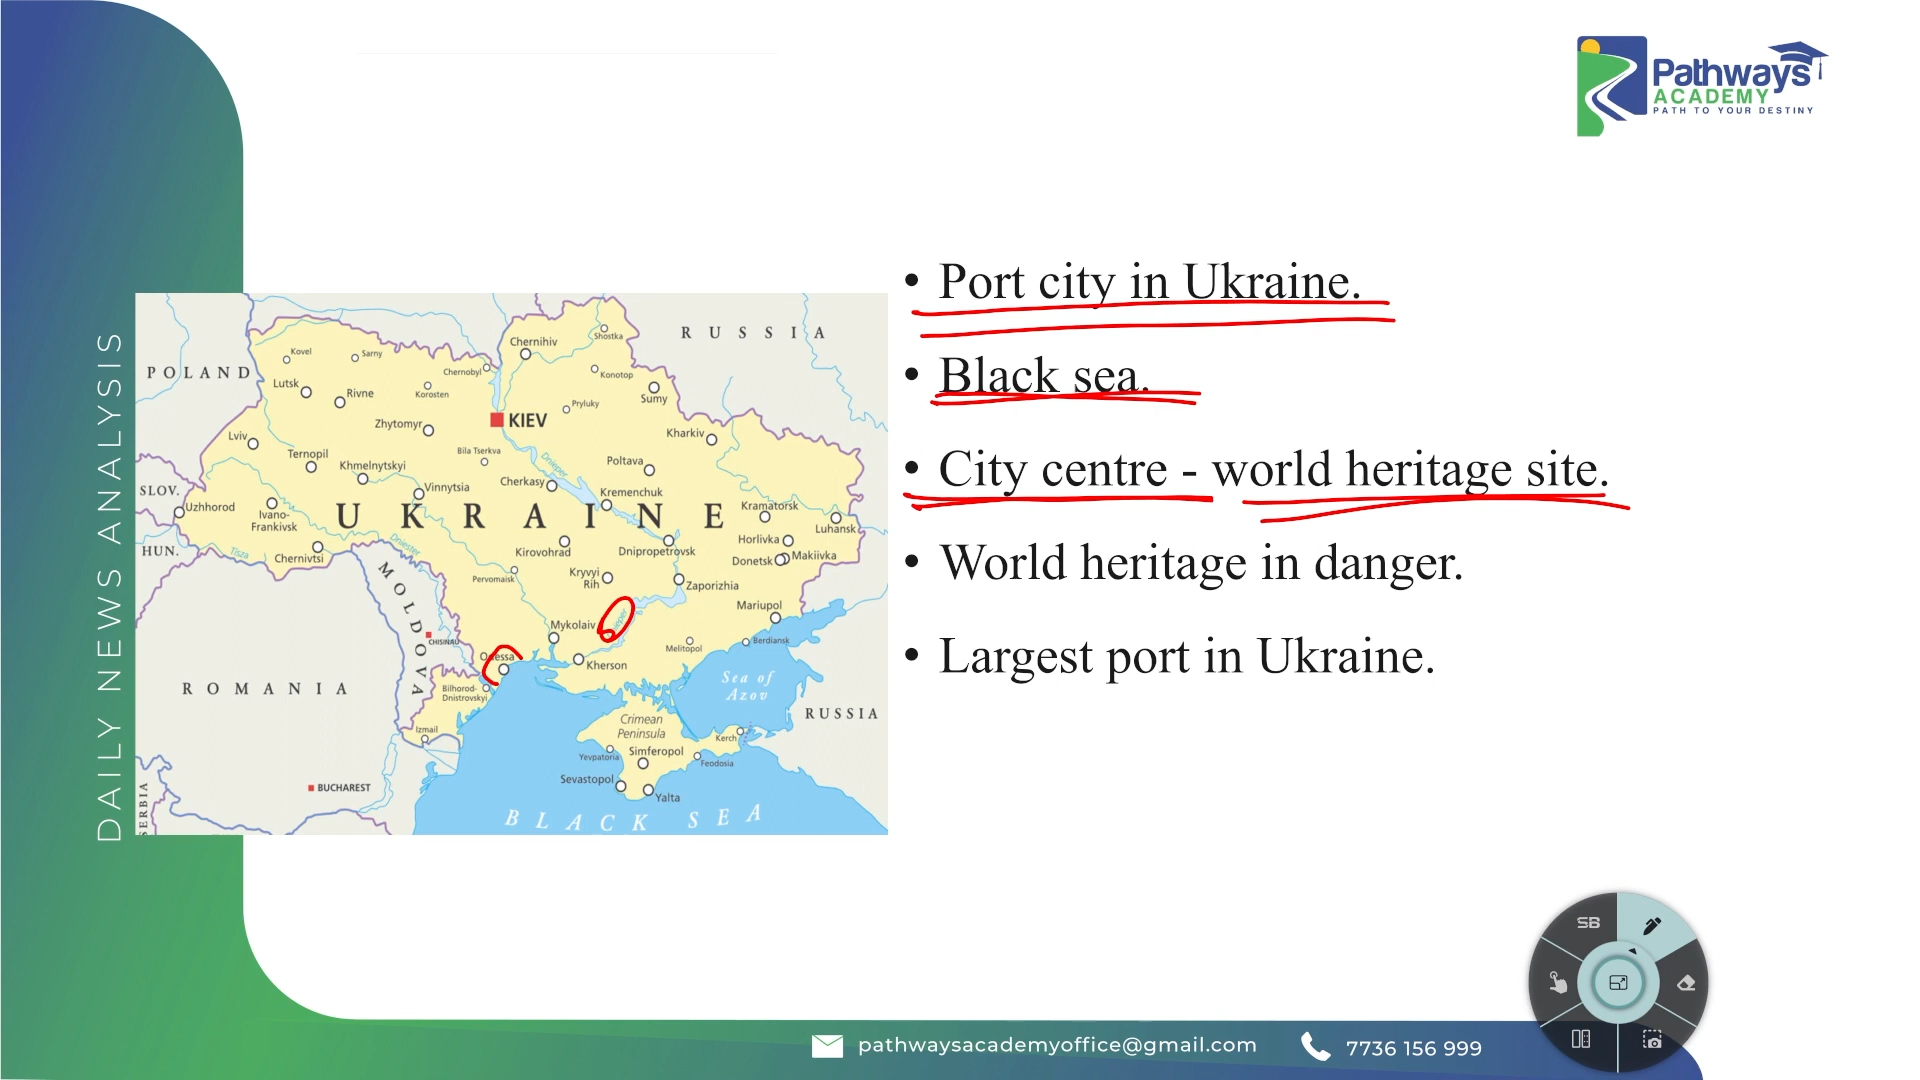 Pathways
ACADEMY
PATH TO YOUR DESTINY
DAILY NEWS ANALYSIS
• Port city in Ukraine.
• Black sea.
• City centre - world heritage site.
• World heritage in danger.
• Largest port in Ukraine.
RUSSIA
POLAND
Shostka
Chernihiv
Kovel
Sarny
Chernobyl
Konotop
Lutsk
Rivne
Korosten
Sumy
Pryluky
KIEV
Zhytomyr
Kharkiv
Lviv
Ternopil
Bila Tserkva
Dnieper
Poltava
Khmelnytskyi
Cherkasy
Kremenchuk
SLOV.
Uzhhorod
Vinnytsia
Kramatorsk
Ivano-
Frankivsk
UKRAINE
Luhansk
HUN.
Tisza
Chernivtsi
Dniester
Kirovohrad
Dnipropetrovsk
Horlivka
Donetsk
Makiivka
MOLDOVA
Pervomaisk
Kryvyi
Rih
Zaporizhia
Mariupol
Mykolaiv
CHISINAU
Berdiansk
Melitopol
Odessa
Kherson
ROMANIA
Bilhorod-
Dnistrovskyi
Sea of
Azov
RUSSIA
Izmail
Crimean
Peninsula
Kerch
Yevpatoria
Simferopol
Feodosia
Sevastopol
Yalta
BUCHAREST
SERBIA
BLACK SEA
SB
pathwaysacademyoffice@gmail.com
7736 156 999